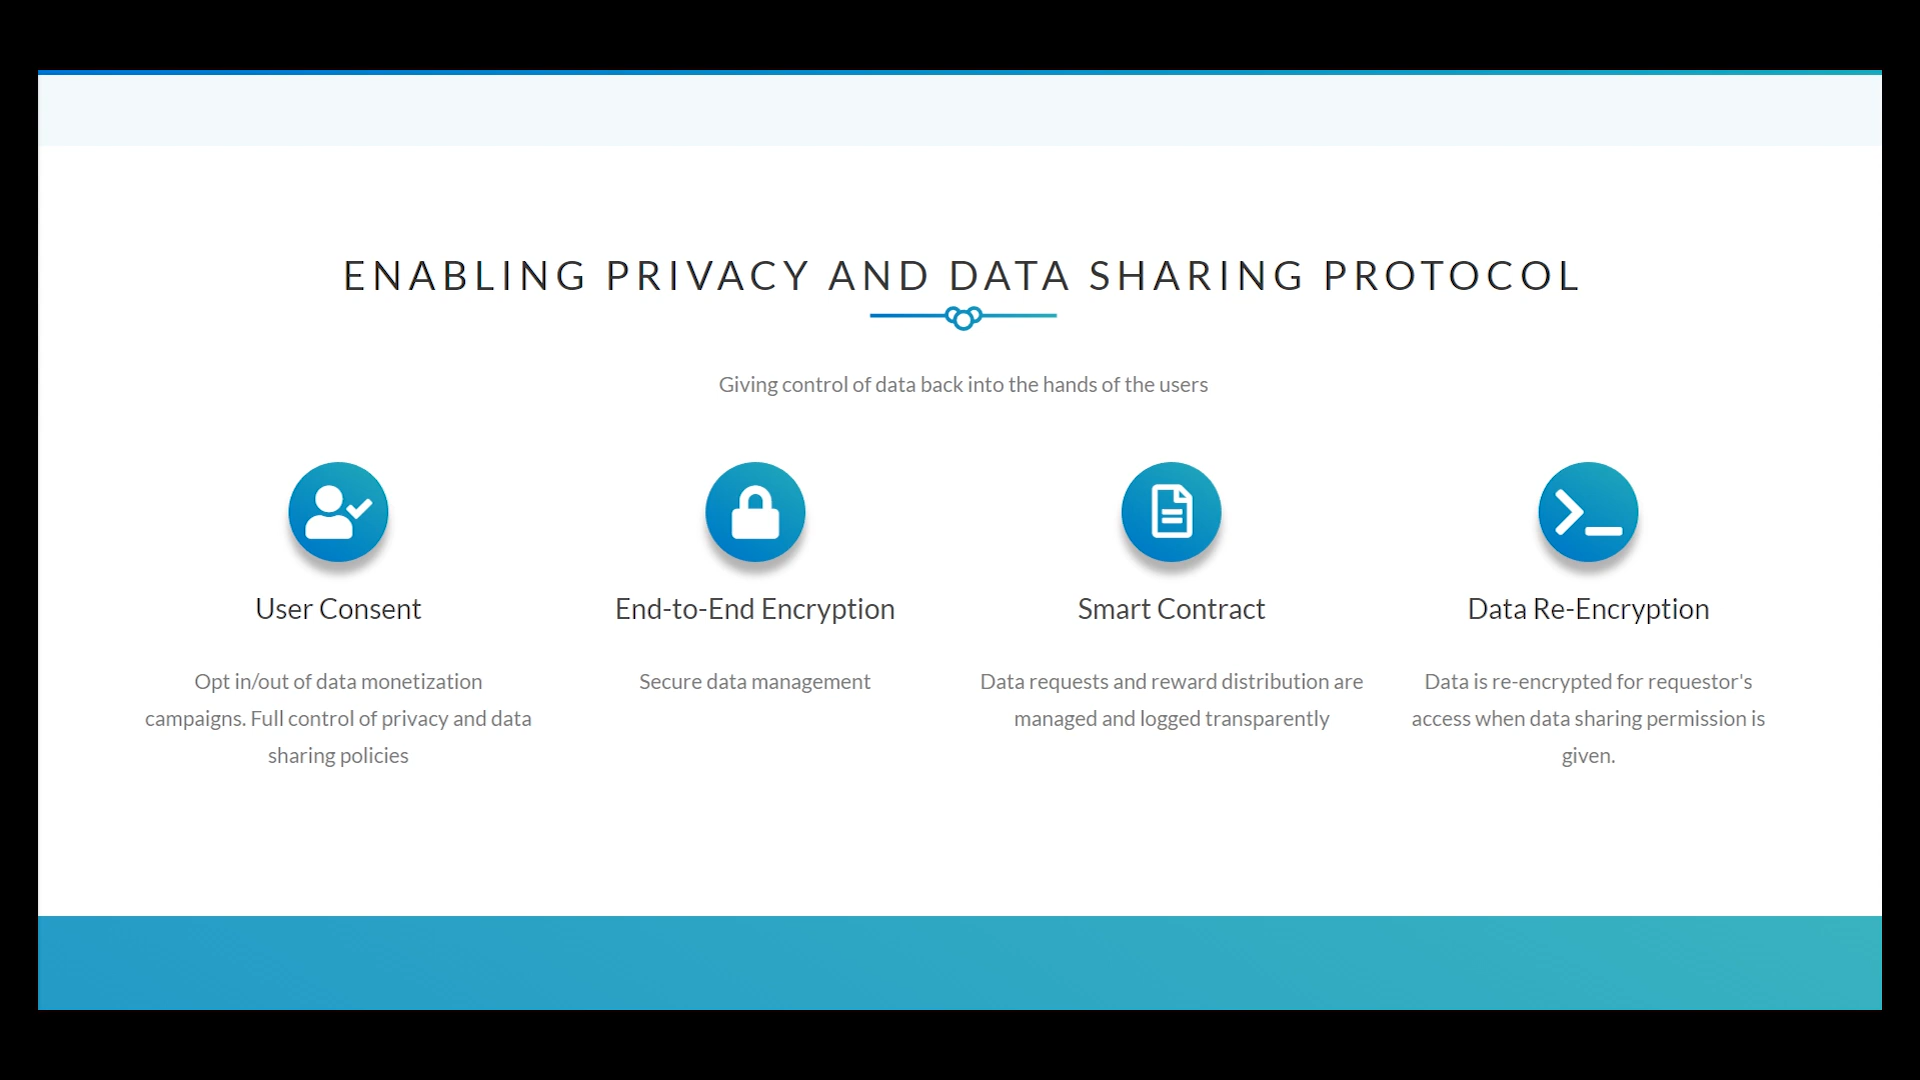 ENABLING PRIVACY AND DATA SHARING PROTOCOL
Giving control of data back into the hands of the users
User Consent
Opt in/out of data monetization
campaigns. Full control of privacy and data
sharing policies
End-to-End Encryption
Secure data management
Smart Contract
Data requests and reward distribution are
managed and logged transparently
Data Re-Encryption
Data is re-encrypted for requestor's
access when data sharing permission is
given.